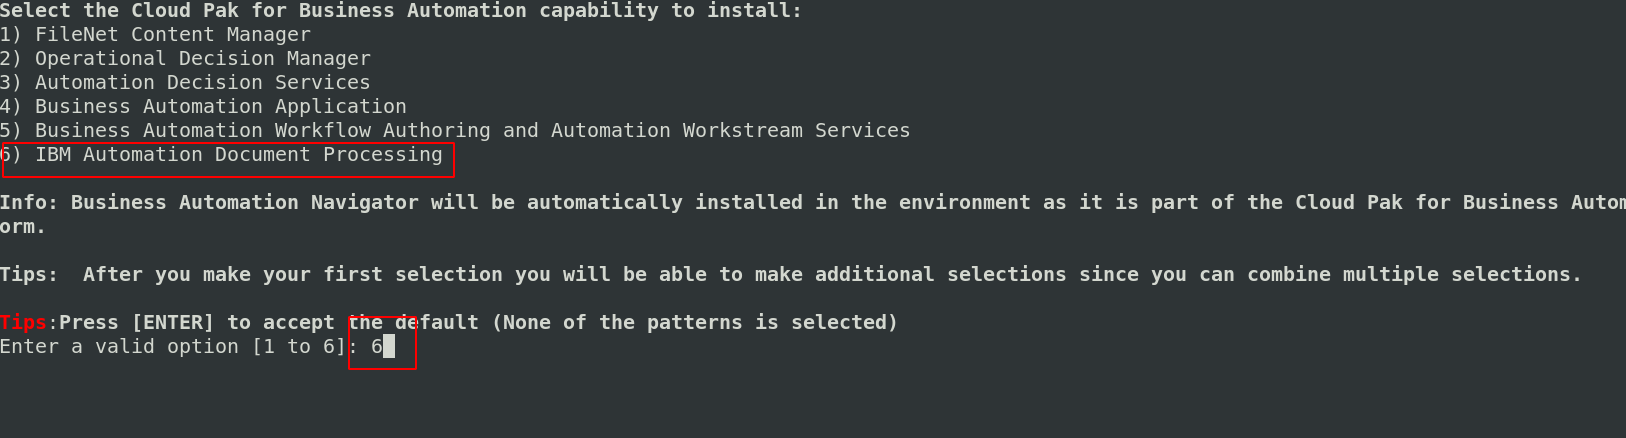 Select the Cloud Pak for Business Automation capability to install:
1) FileNet Content Manager
2) Operational Decision Manager
3) Automation Decision Services
4) Business Automation Application
5) Business Automation Workflow Authoring and Automation Workstream Services
6) IBM Automation Document Processing
Info: Business Automation Navigator will be automatically installed in the environment as it is part of the Cloud Pak for Business Autom
orm.
Tips:  After you make your first selection you will be able to make additional selections since you can combine multiple selections.
Tips:Press [ENTER] to accept the default (None of the patterns is selected)
Enter a valid option [1 to 6]: 6